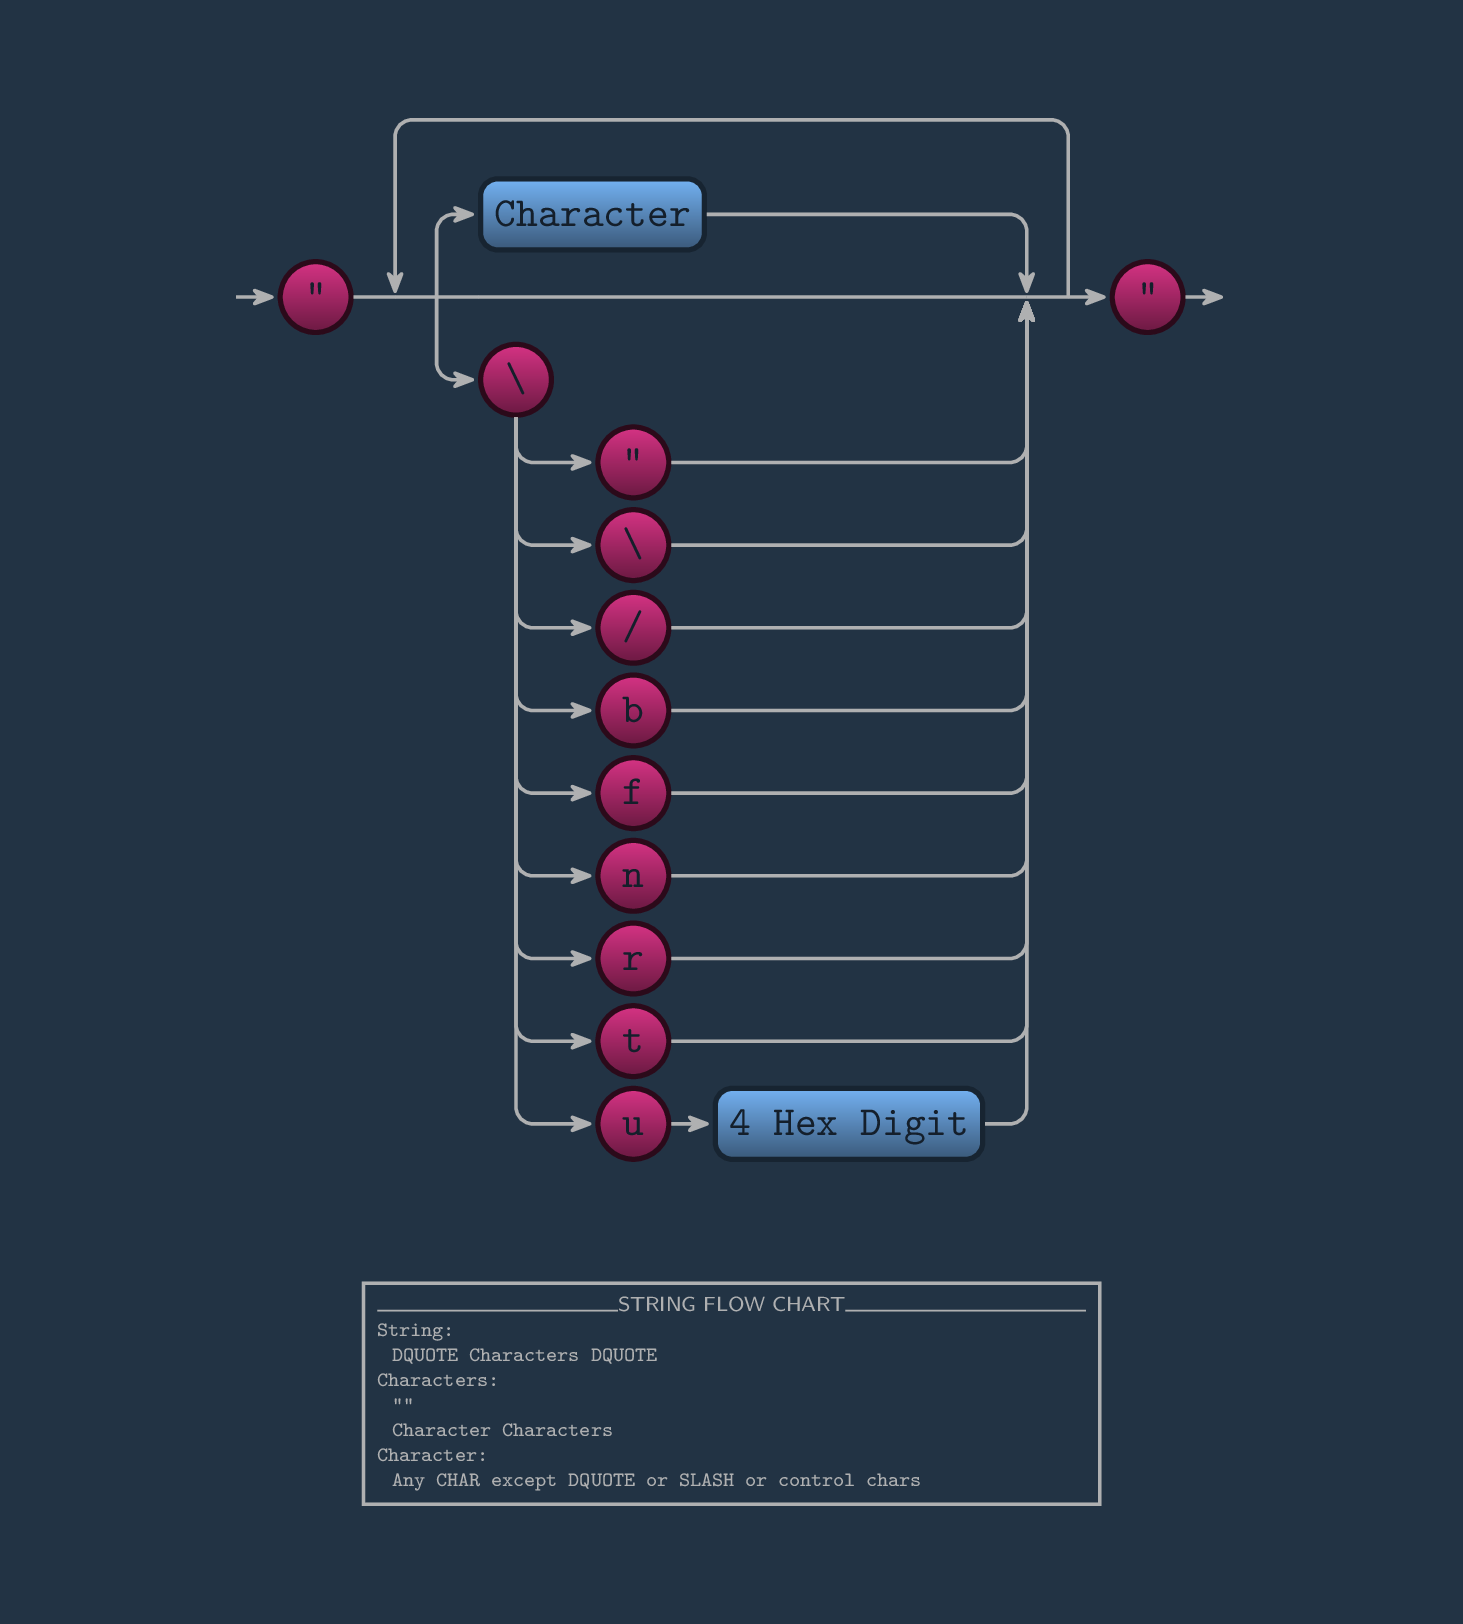 Character
"
"
\
"
\
/
b
f
n
r
t
u
4 Hex Digit
STRING FLOW CHART
String:
DQUOTE Characters DQUOTE
Characters:
""
Character Characters
Character:
Any CHAR except DQUOTE or SLASH or control chars